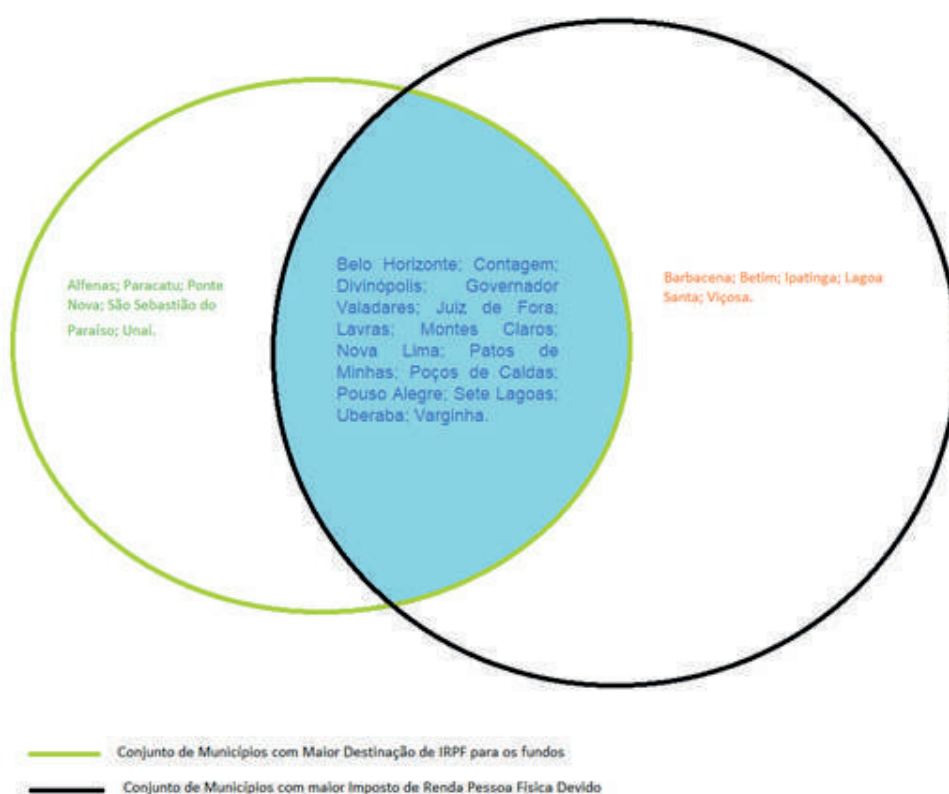 Alfenas; Paracatu; Ponte
Nova; São Sebastião do
Paraíso; Unaí.
Belo Horizonte; Contagem;
Divinópolis; Governador
Valadares; Juiz de Fora;
Lavras; Montes Claros;
Nova Lima; Patos de
Minhas; Poços de Caldas;
Pouso Alegre; Sete Lagoas;
Uberaba; Varginha.
Barbacena; Betim; Ipatinga; Lagoa
Santa; Viçosa.
Conjunto de Municípios com Maior Destinação de IRPF para os fundos
Conjunto de Municípios com maior Imposto de Renda Pessoa Física Devido